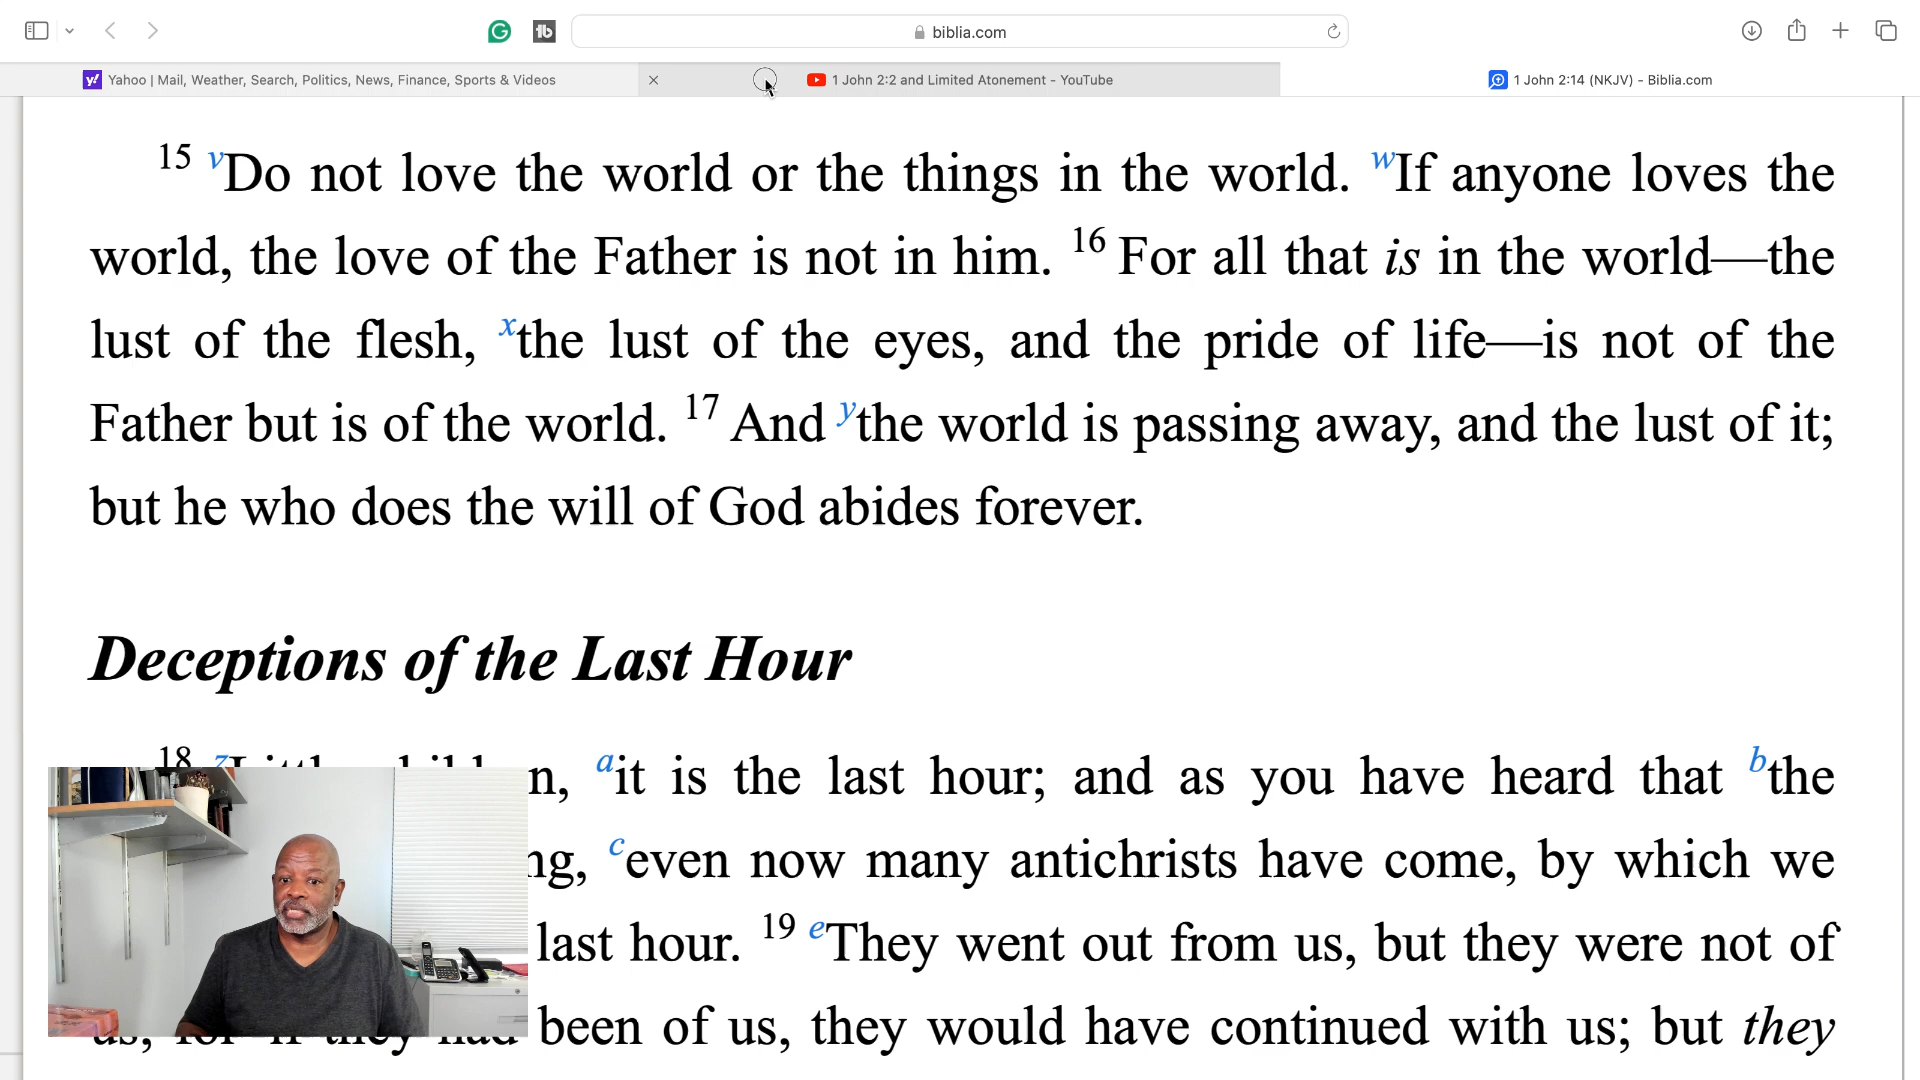 biblia.com
Yahoo | Mail, Weather, Search, Politics, News, Finance, Sports & Videos
1 John 2:2 and Limited Atonement - YouTube
1 John 2:14 (NKJV) - Biblia.com
15 vDo not love the world or the things in the world. wIf anyone loves the
world, the love of the Father is not in him. 16 For all that is in the world—the
lust of the flesh, xthe lust of the eyes, and the pride of life—is not of the
Father but is of the world. 17 And ythe world is passing away, and the lust of it;
but he who does the will of God abides forever.
Deceptions of the Last Hour
18 z ait is the last hour; and as you have heard that bthe
ceven now many antichrists have come, by which we
last hour. 19 eThey went out from us, but they were not of
us, for if they had been of us, they would have continued with us; but they